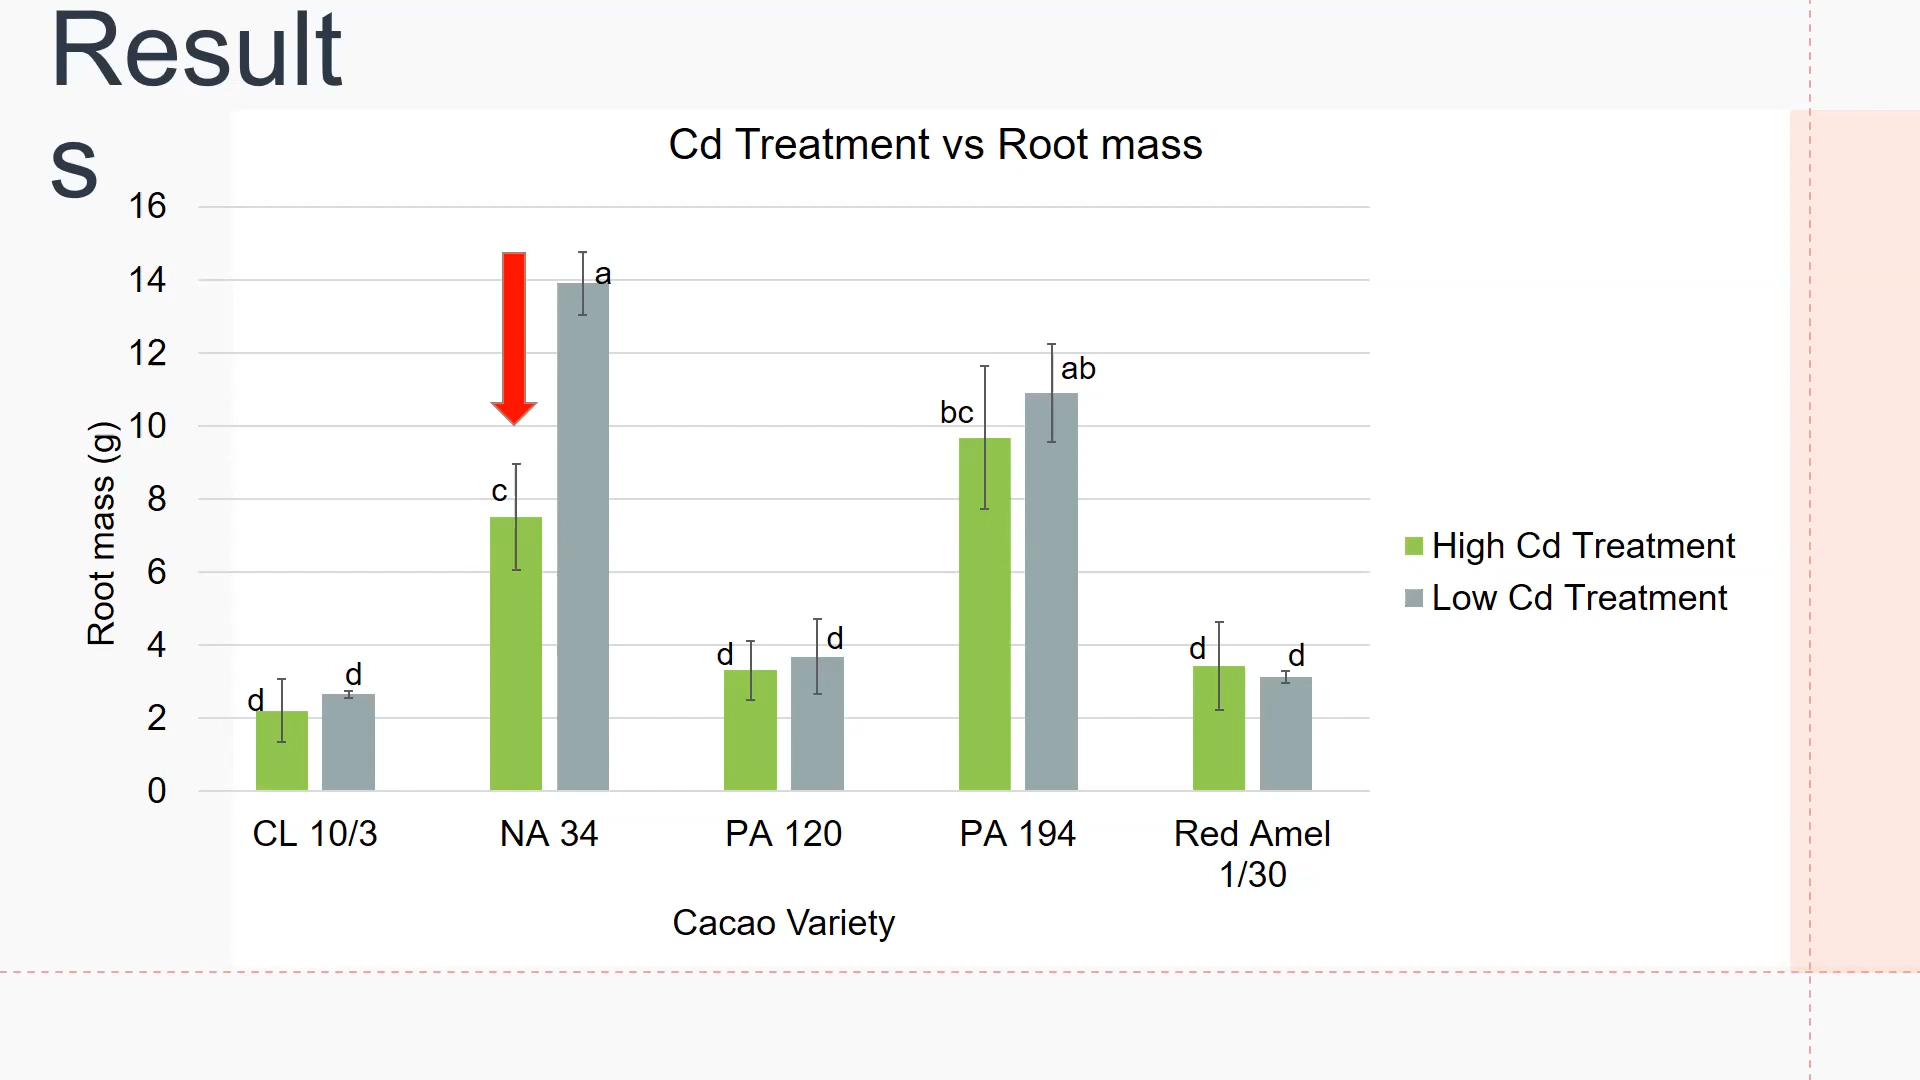 Result
s
Cd Treatment vs Root mass
16
14
12
10
8
6
4
2
0
Root mass (g)
d
d
c
a
d
d
bc
ab
d
d
CL 10/3
NA 34
PA 120
PA 194
Red Amel
1/30
Cacao Variety
High Cd Treatment
Low Cd Treatment